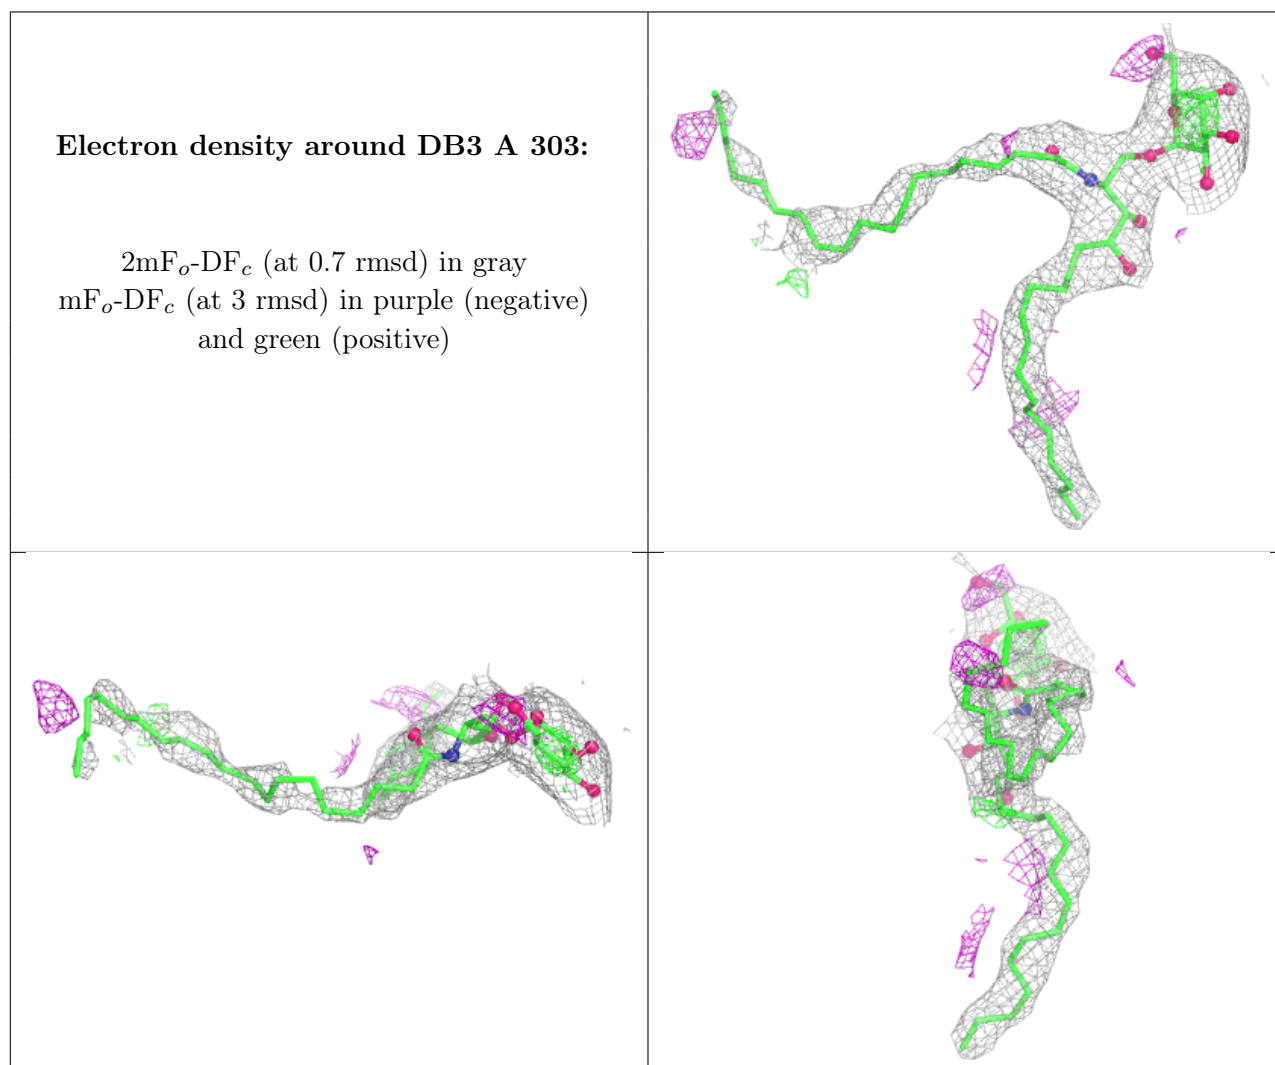 Electron density around DB3 A 303:
2mFo-DFc (at 0.7 rmsd) in gray
mFo-DFc (at 3 rmsd) in purple (negative)
and green (positive)